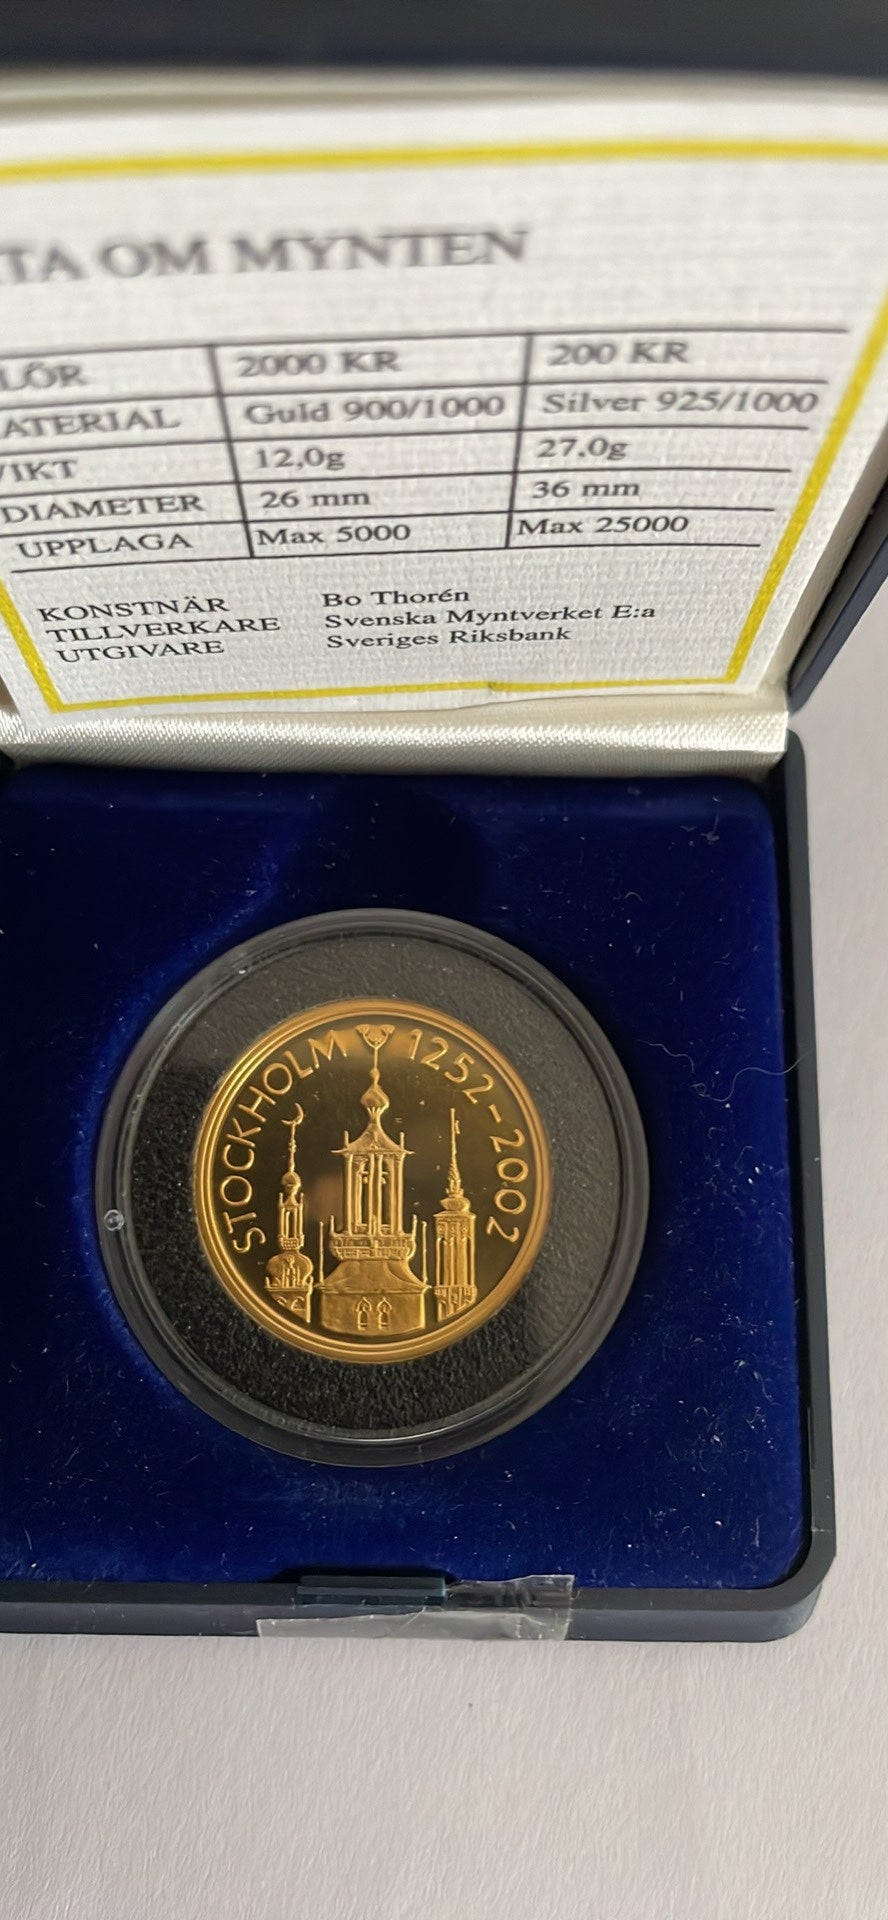 TA OM MYNTEN
LÖR 2000 KR 200 KR
ATERIAL Guld 900/1000 Silver 925/1000
VIKT 12,0g 27.0g
DIAMETER 26 mm 36 mm
UPPLAGA Max 5000 Max 25000
KONSTNÄR Bo Thorén
TILLVERKARE Svenska Myntverket E:a
UTGIVARE Sveriges Riksbank
STOCKHOLM 1252-2002